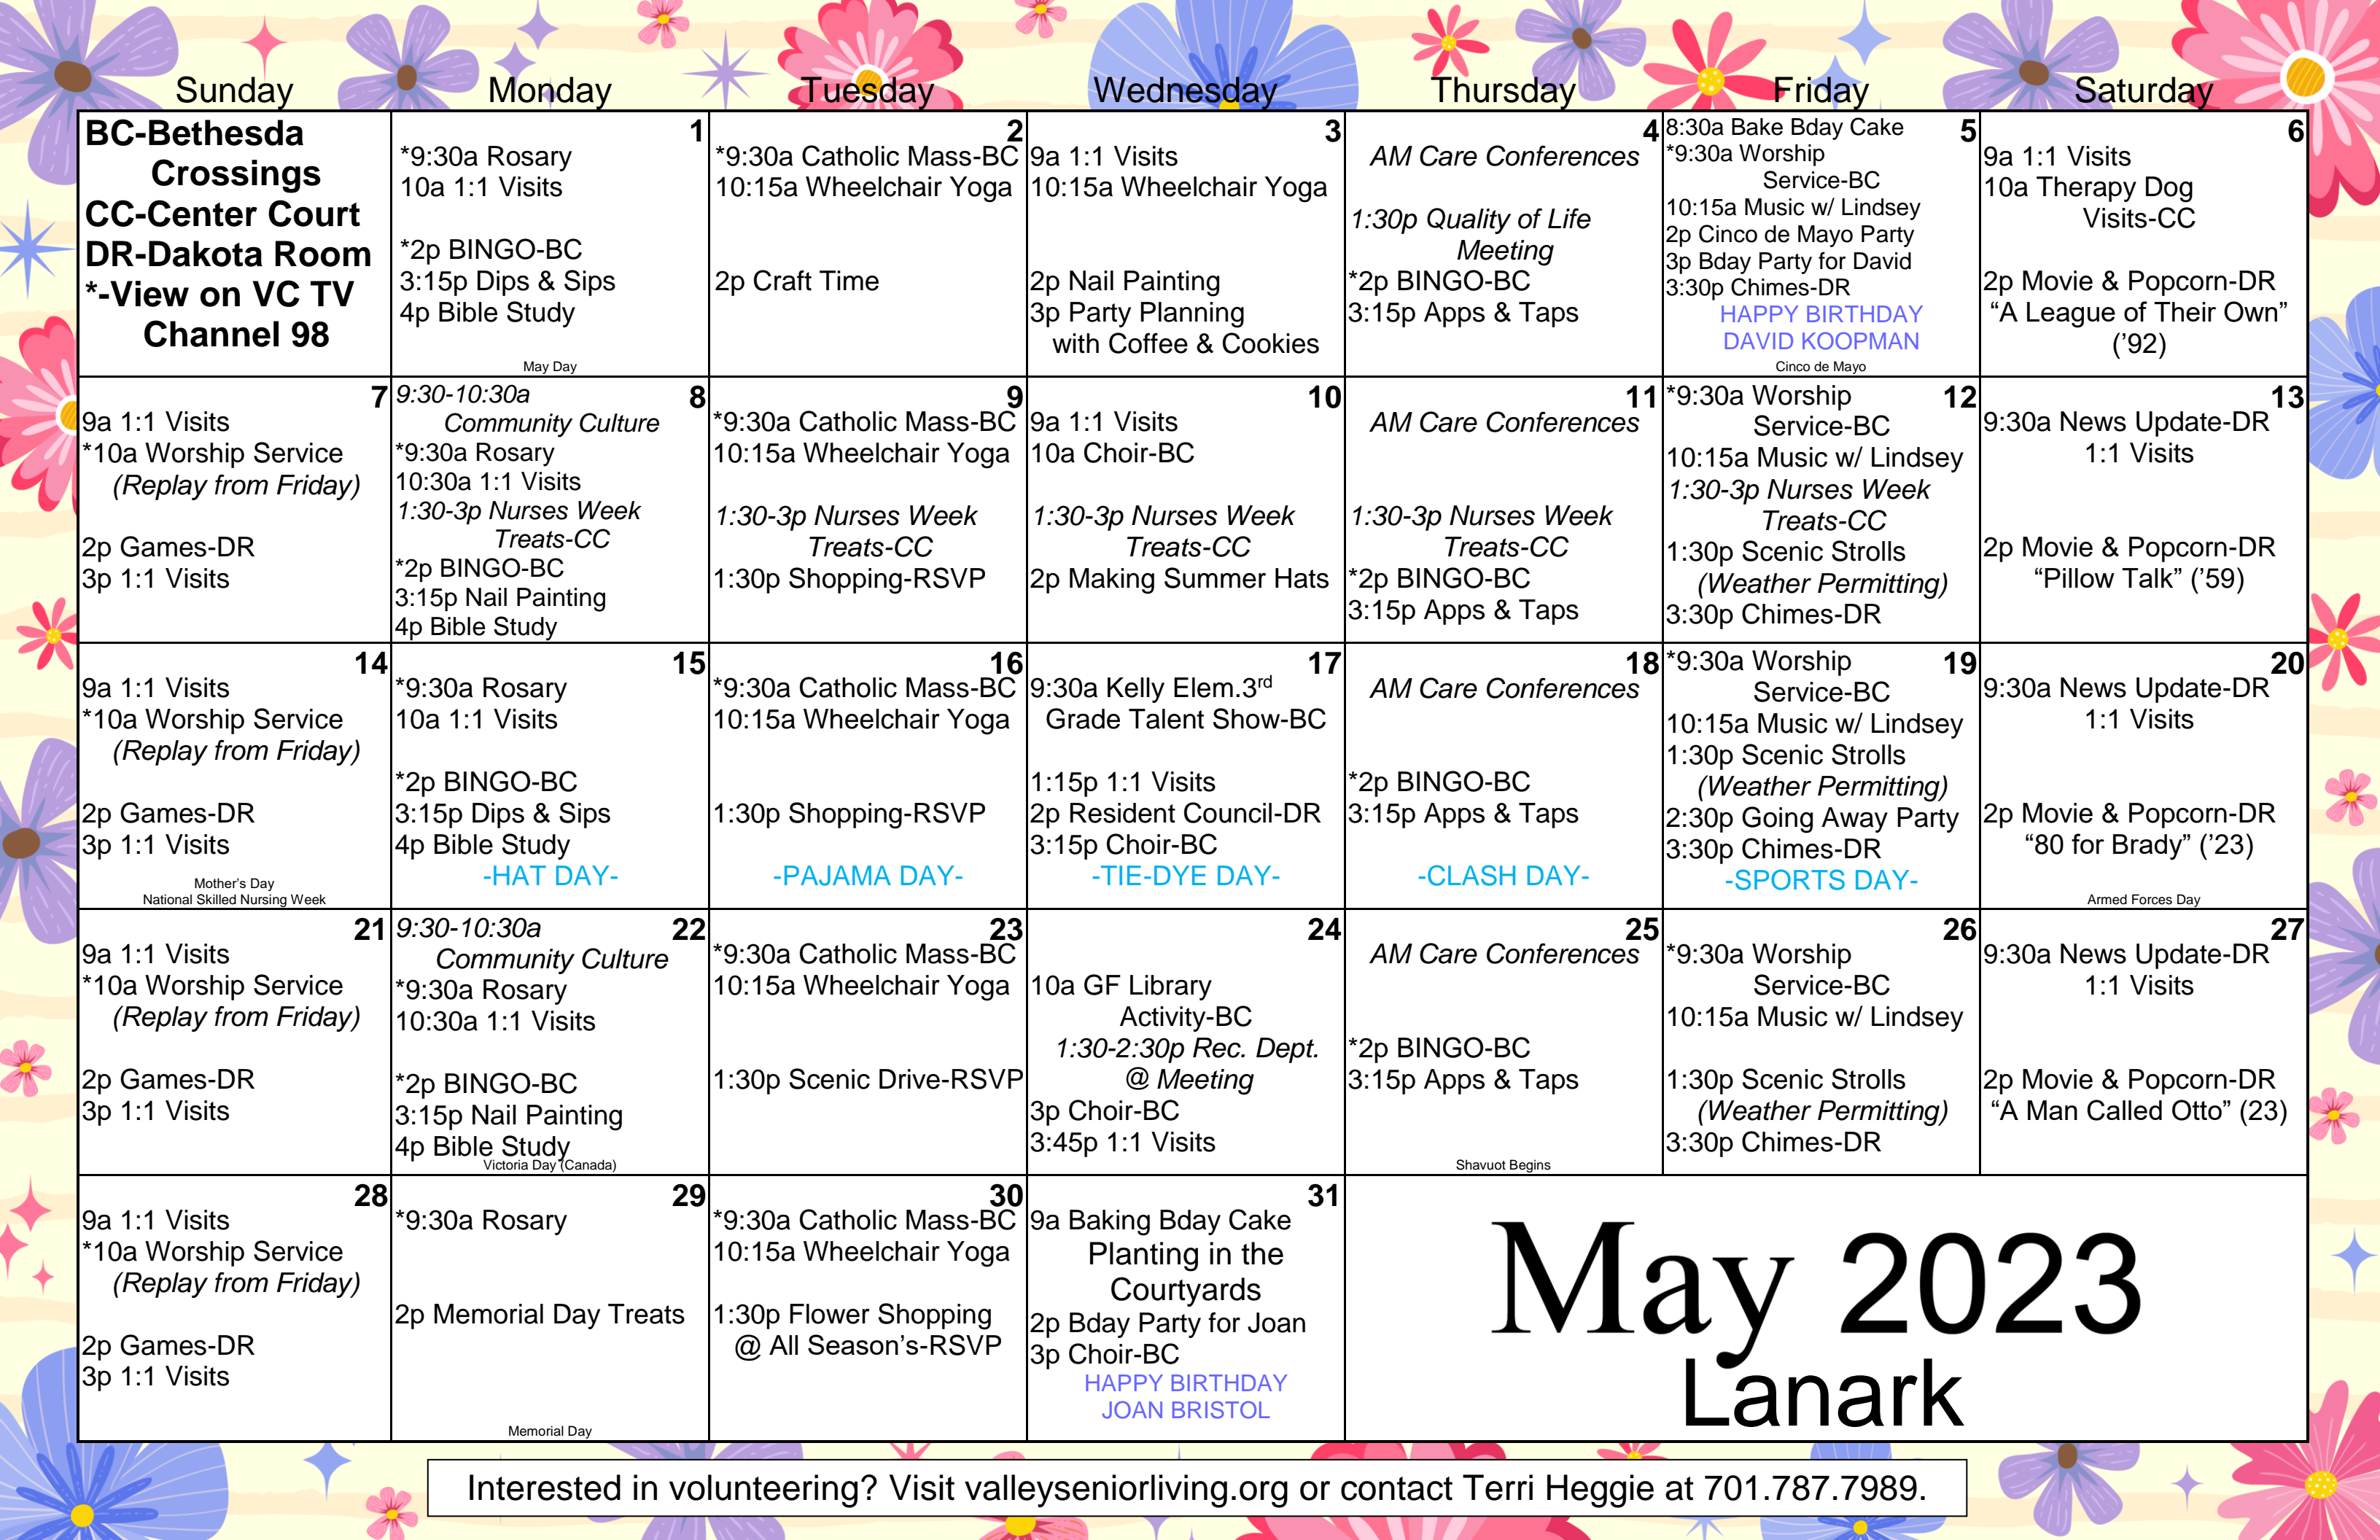 Sunday Monday Tuesday Wednesday Thursday Friday Saturday
BC-Bethesda
Crossings
CC-Center Court
DR-Dakota Room
*-View on VC TV
Channel 98
1
*9:30a Rosary
10a 1:1 Visits
*2p BINGO-BC
3:15p Dips & Sips
4p Bible Study
May Day
2
*9:30a Catholic Mass-BC
10:15a Wheelchair Yoga
2p Craft Time
3
9a 1:1 Visits
10:15a Wheelchair Yoga
2p Nail Painting
3p Party Planning
with Coffee & Cookies
4
AM Care Conferences
1:30p Quality of Life
Meeting
*2p BINGO-BC
3:15p Apps & Taps
5
8:30a Bake Bday Cake
*9:30a Worship
Service-BC
10:15a Music w/ Lindsey
2p Cinco de Mayo Party
3p Bday Party for David
3:30p Chimes-DR
HAPPY BIRTHDAY
DAVID KOOPMAN
Cinco de Mayo
6
9a 1:1 Visits
10a Therapy Dog
Visits-CC
2p Movie & Popcorn-DR
“A League of Their Own”
(’92)
7
9a 1:1 Visits
*10a Worship Service
(Replay from Friday)
2p Games-DR
3p 1:1 Visits
8
9:30-10:30a
Community Culture
*9:30a Rosary
10:30a 1:1 Visits
1:30-3p Nurses Week
Treats-CC
*2p BINGO-BC
3:15p Nail Painting
4p Bible Study
9
*9:30a Catholic Mass-BC
10:15a Wheelchair Yoga
1:30-3p Nurses Week
Treats-CC
1:30p Shopping-RSVP
10
9a 1:1 Visits
10a Choir-BC
1:30-3p Nurses Week
Treats-CC
2p Making Summer Hats
11
AM Care Conferences
1:30-3p Nurses Week
Treats-CC
*2p BINGO-BC
3:15p Apps & Taps
12
*9:30a Worship
Service-BC
10:15a Music w/ Lindsey
1:30-3p Nurses Week
Treats-CC
1:30p Scenic Strolls
(Weather Permitting)
3:30p Chimes-DR
13
9:30a News Update-DR
1:1 Visits
2p Movie & Popcorn-DR
“Pillow Talk” (’59)
14
9a 1:1 Visits
*10a Worship Service
(Replay from Friday)
2p Games-DR
3p 1:1 Visits
Mother’s Day
National Skilled Nursing Week
15
*9:30a Rosary
10a 1:1 Visits
*2p BINGO-BC
3:15p Dips & Sips
4p Bible Study
-HAT DAY-
16
*9:30a Catholic Mass-BC
10:15a Wheelchair Yoga
1:30p Shopping-RSVP
-PAJAMA DAY-
17
9:30a Kelly Elem.3rd
Grade Talent Show-BC
1:15p 1:1 Visits
2p Resident Council-DR
3:15p Choir-BC
-TIE-DYE DAY-
18
AM Care Conferences
*2p BINGO-BC
3:15p Apps & Taps
-CLASH DAY-
19
*9:30a Worship
Service-BC
10:15a Music w/ Lindsey
1:30p Scenic Strolls
(Weather Permitting)
2:30p Going Away Party
3:30p Chimes-DR
-SPORTS DAY-
20
9:30a News Update-DR
1:1 Visits
2p Movie & Popcorn-DR
“80 for Brady” (’23)
Armed Forces Day
21
9a 1:1 Visits
*10a Worship Service
(Replay from Friday)
2p Games-DR
3p 1:1 Visits
22
9:30-10:30a
Community Culture
*9:30a Rosary
10:30a 1:1 Visits
*2p BINGO-BC
3:15p Nail Painting
4p Bible Study
Victoria Day (Canada)
23
*9:30a Catholic Mass-BC
10:15a Wheelchair Yoga
1:30p Scenic Drive-RSVP
24
10a GF Library
Activity-BC
1:30-2:30p Rec. Dept.
@ Meeting
3p Choir-BC
3:45p 1:1 Visits
25
AM Care Conferences
*2p BINGO-BC
3:15p Apps & Taps
Shavuot Begins
26
*9:30a Worship
Service-BC
10:15a Music w/ Lindsey
1:30p Scenic Strolls
(Weather Permitting)
3:30p Chimes-DR
27
9:30a News Update-DR
1:1 Visits
2p Movie & Popcorn-DR
“A Man Called Otto” (23)
28
9a 1:1 Visits
*10a Worship Service
(Replay from Friday)
2p Games-DR
3p 1:1 Visits
29
*9:30a Rosary
2p Memorial Day Treats
Memorial Day
30
*9:30a Catholic Mass-BC
10:15a Wheelchair Yoga
1:30p Flower Shopping
@ All Season’s-RSVP
31
9a Baking Bday Cake
Planting in the
Courtyards
2p Bday Party for Joan
3p Choir-BC
HAPPY BIRTHDAY
JOAN BRISTOL
May 2023
Lanark
Interested in volunteering? Visit valleyseniorliving.org or contact Terri Heggie at 701.787.7989.